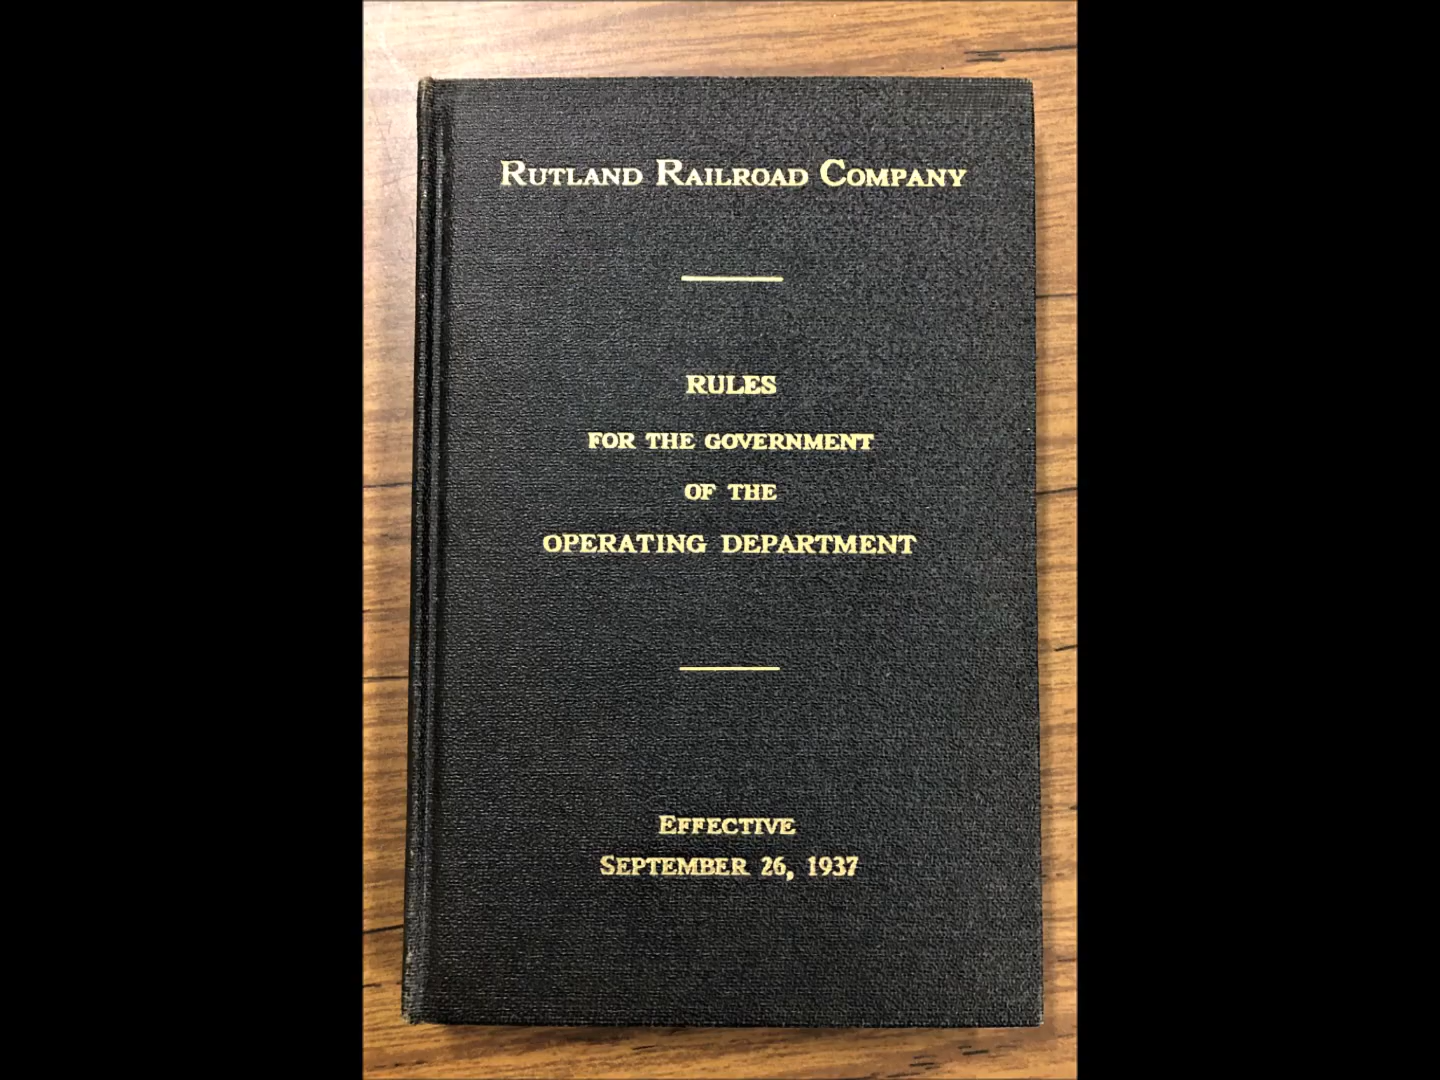 Rutland Railroad Company
RULES
FOR THE GOVERNMENT
OF THE
OPERATING DEPARTMENT
Effective
September 26, 1937